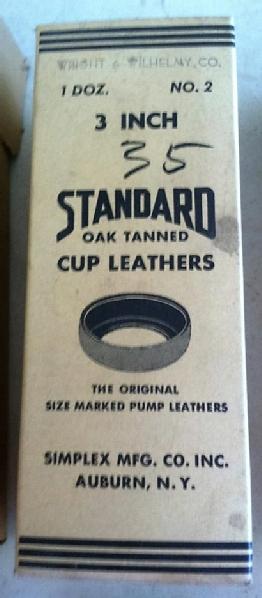 WRIGHT & WILHELMY, CO.
1 DOZ. NO. 2
3 INCH
35
STANDARD
OAK TANNED
CUP LEATHERS
THE ORIGINAL
SIZE MARKED PUMP LEATHERS
SIMPLEX MFG. CO. INC.
AUBURN, N.Y.